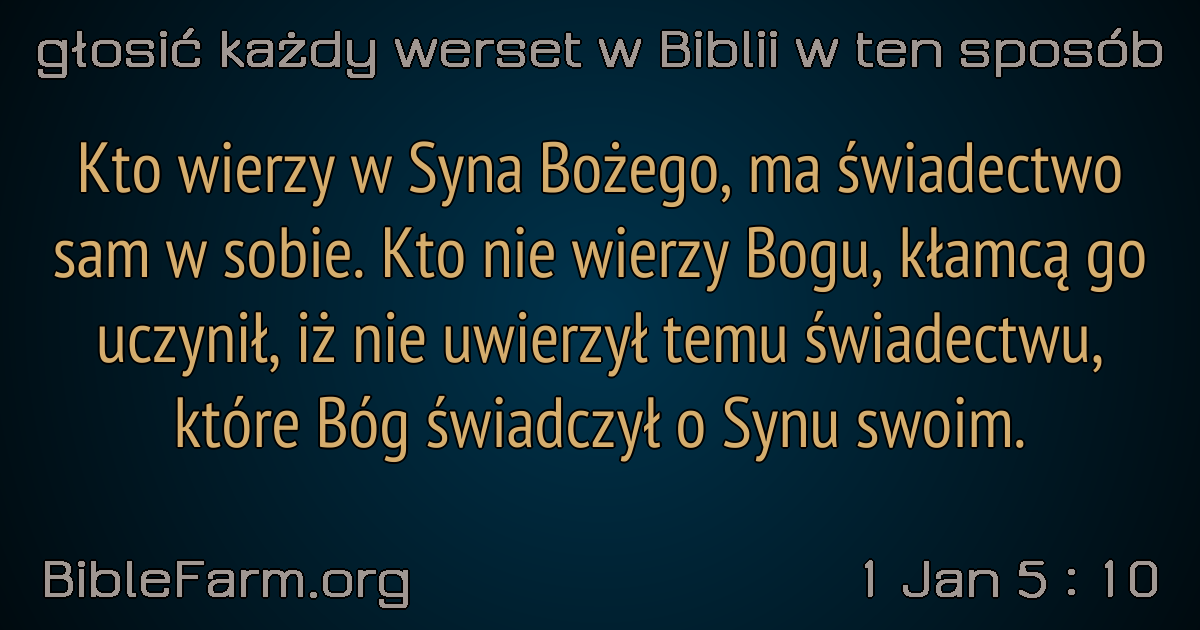 głosić każdy werset w Biblii w ten sposób
Kto wierzy w Syna Bożego, ma świadectwo
sam w sobie. Kto nie wierzy Bogu, kłamcą go
uczynił, iż nie uwierzył temu świadectwu,
które Bóg świadczył o Synu swoim.
BibleFarm.org
1 Jan 5 : 10